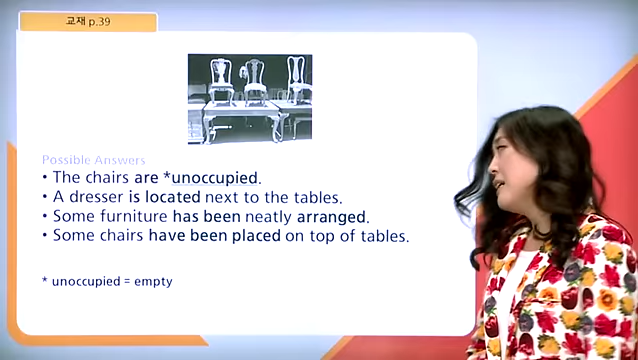 교재 p.39
Possible Answers
• The chairs are *unoccupied.
• A dresser is located next to the tables.
• Some furniture has been neatly arranged.
• Some chairs have been placed on top of tables.
* unoccupied = empty